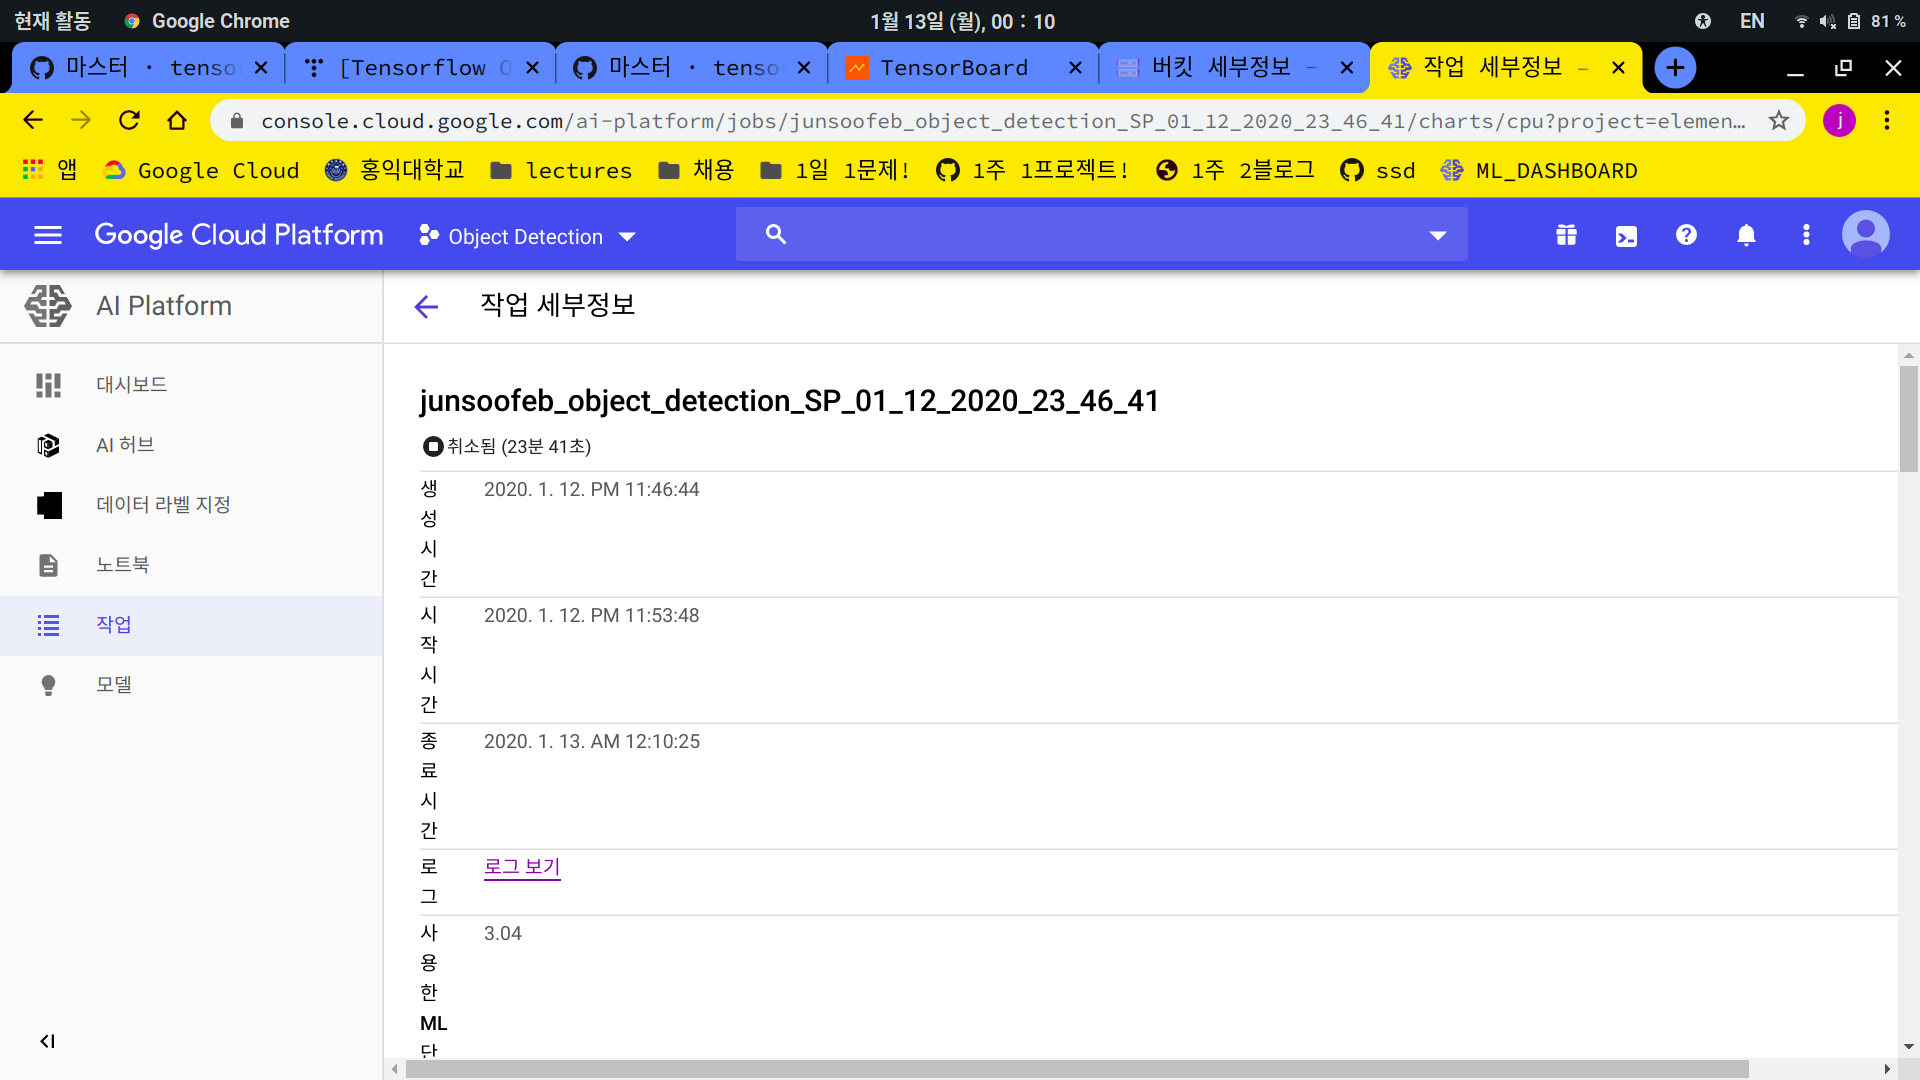 현재 활동 Google Chrome 1월 13일 (월), 00 : 10 EN 81 %
마스터 · tenso [Tensorflow O 마스터 · tenso TensorBoard 버킷 세부정보 - 작업 세부정보 -
console.cloud.google.com/ai-platform/jobs/junsoofeb_object_detection_SP_01_12_2020_23_46_41/charts/cpu?project=elemen… j
앱 Google Cloud 홍익대학교 lectures 채용 1일 1문제! 1주 1프로젝트! 1주 2블로그 ssd ML_DASHBOARD
Google Cloud Platform Object Detection
AI Platform
작업 세부정보
대시보드
AI 허브
데이터 라벨 지정
노트북
작업
모델
junsoofeb_object_detection_SP_01_12_2020_23_46_41
취소됨 (23분 41초)
생 2020. 1. 12. PM 11:46:44
성
시
간
시 2020. 1. 12. PM 11:53:48
작
시
간
종 2020. 1. 13. AM 12:10:25
료
시
간
로 로그 보기
그
사 3.04
용
한
ML
단